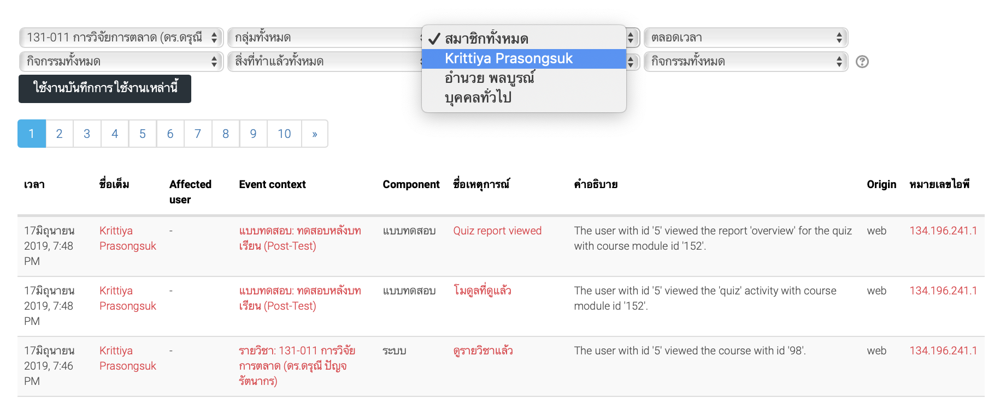 131-011 การวิจัยการตลาด (ดร.ดรุณี
กลุ่มทั้งหมด
สมาชิกทั้งหมด
ตลอดเวลา
กิจกรรมทั้งหมด
สิ่งที่ทำแล้วทั้งหมด
Krittiya Prasongsuk
กิจกรรมทั้งหมด
อำนวย พลบูรณ์
บุคคลทั่วไป
ใช้งานบันทึกการ ใช้งานเหล่านี้
1 2 3 4 5 6 7 8 9 10 »
เวลา ชื่อเต็ม Affected user Event context Component ชื่อเหตุการณ์ คำอธิบาย Origin หมายเลขไอพี
17มิถุนายน 2019, 7:48 PM
Krittiya Prasongsuk
-
แบบทดสอบ: ทดสอบหลังบท
เรียน (Post-Test)
แบบทดสอบ
Quiz report viewed
The user with id '5' viewed the report 'overview' for the quiz
with course module id '152'.
web
134.196.241.1
17มิถุนายน 2019, 7:48 PM
Krittiya Prasongsuk
-
แบบทดสอบ: ทดสอบหลังบท
เรียน (Post-Test)
แบบทดสอบ
โมดูลที่ดูแล้ว
The user with id '5' viewed the 'quiz' activity with course
module id '152'.
web
134.196.241.1
17มิถุนายน 2019, 7:46 PM
Krittiya Prasongsuk
-
รายวิชา: 131-011 การวิจัย
การตลาด (ดร.ดรุณี ปัญจ
รัตนากร)
ระบบ
ดูรายวิชาแล้ว
The user with id '5' viewed the course with id '98'.
web
134.196.241.1